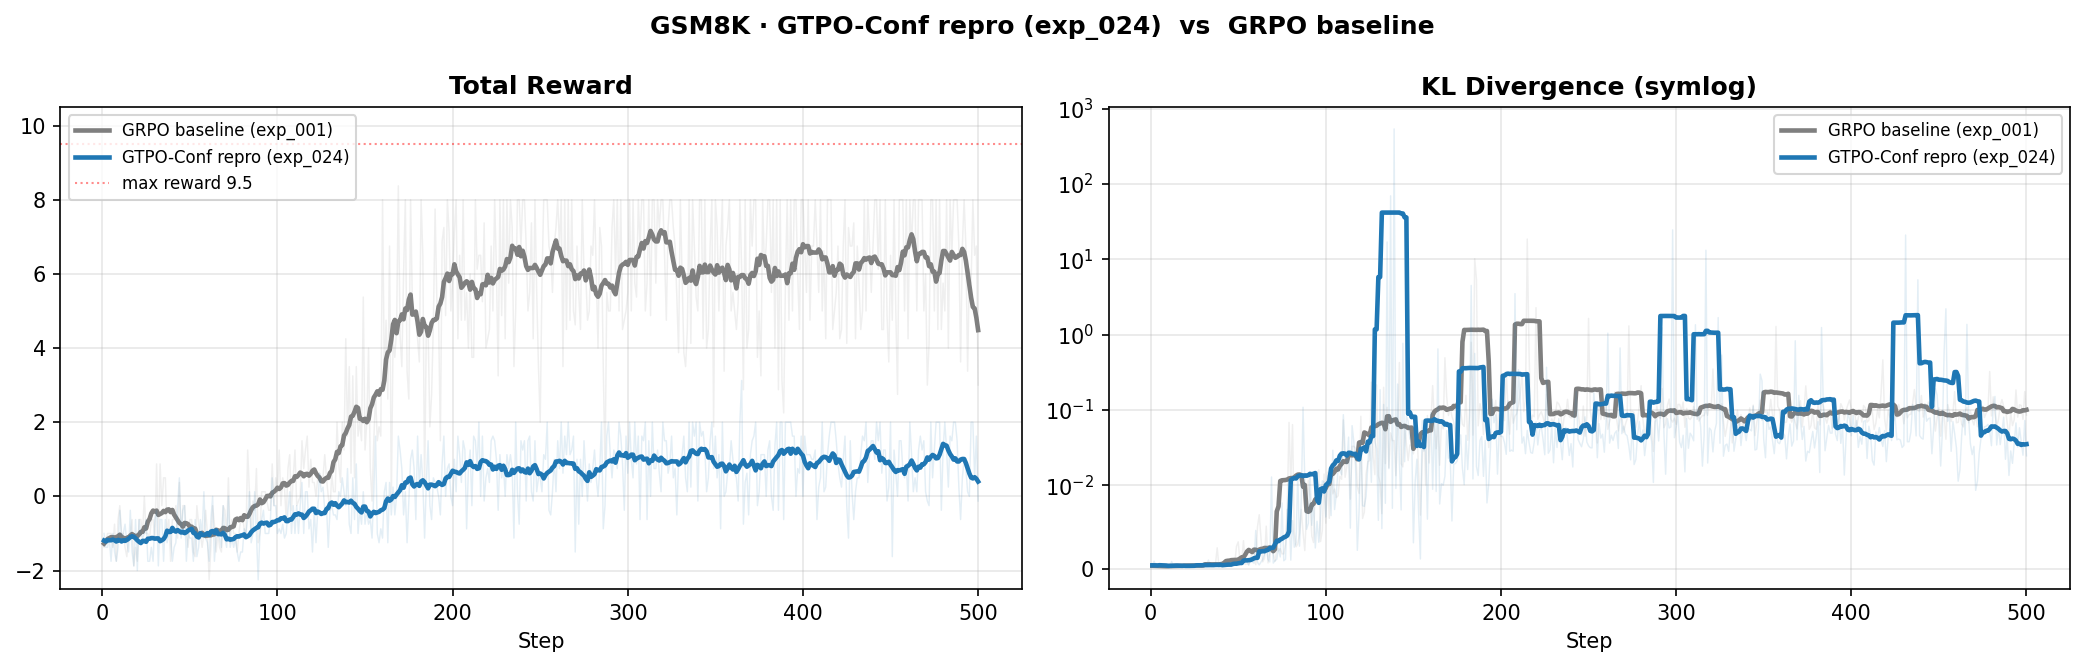 GSM8K · GTPO-Conf repro (exp_024)  vs  GRPO baseline
Total Reward
10
8
6
4
2
0
−2
GRPO baseline (exp_001)
GTPO-Conf repro (exp_024)
max reward 9.5
0 100 200 300 400 500
Step
KL Divergence (symlog)
10³
10²
10¹
10⁰
10⁻¹
10⁻²
0
GRPO baseline (exp_001)
GTPO-Conf repro (exp_024)
0 100 200 300 400 500
Step